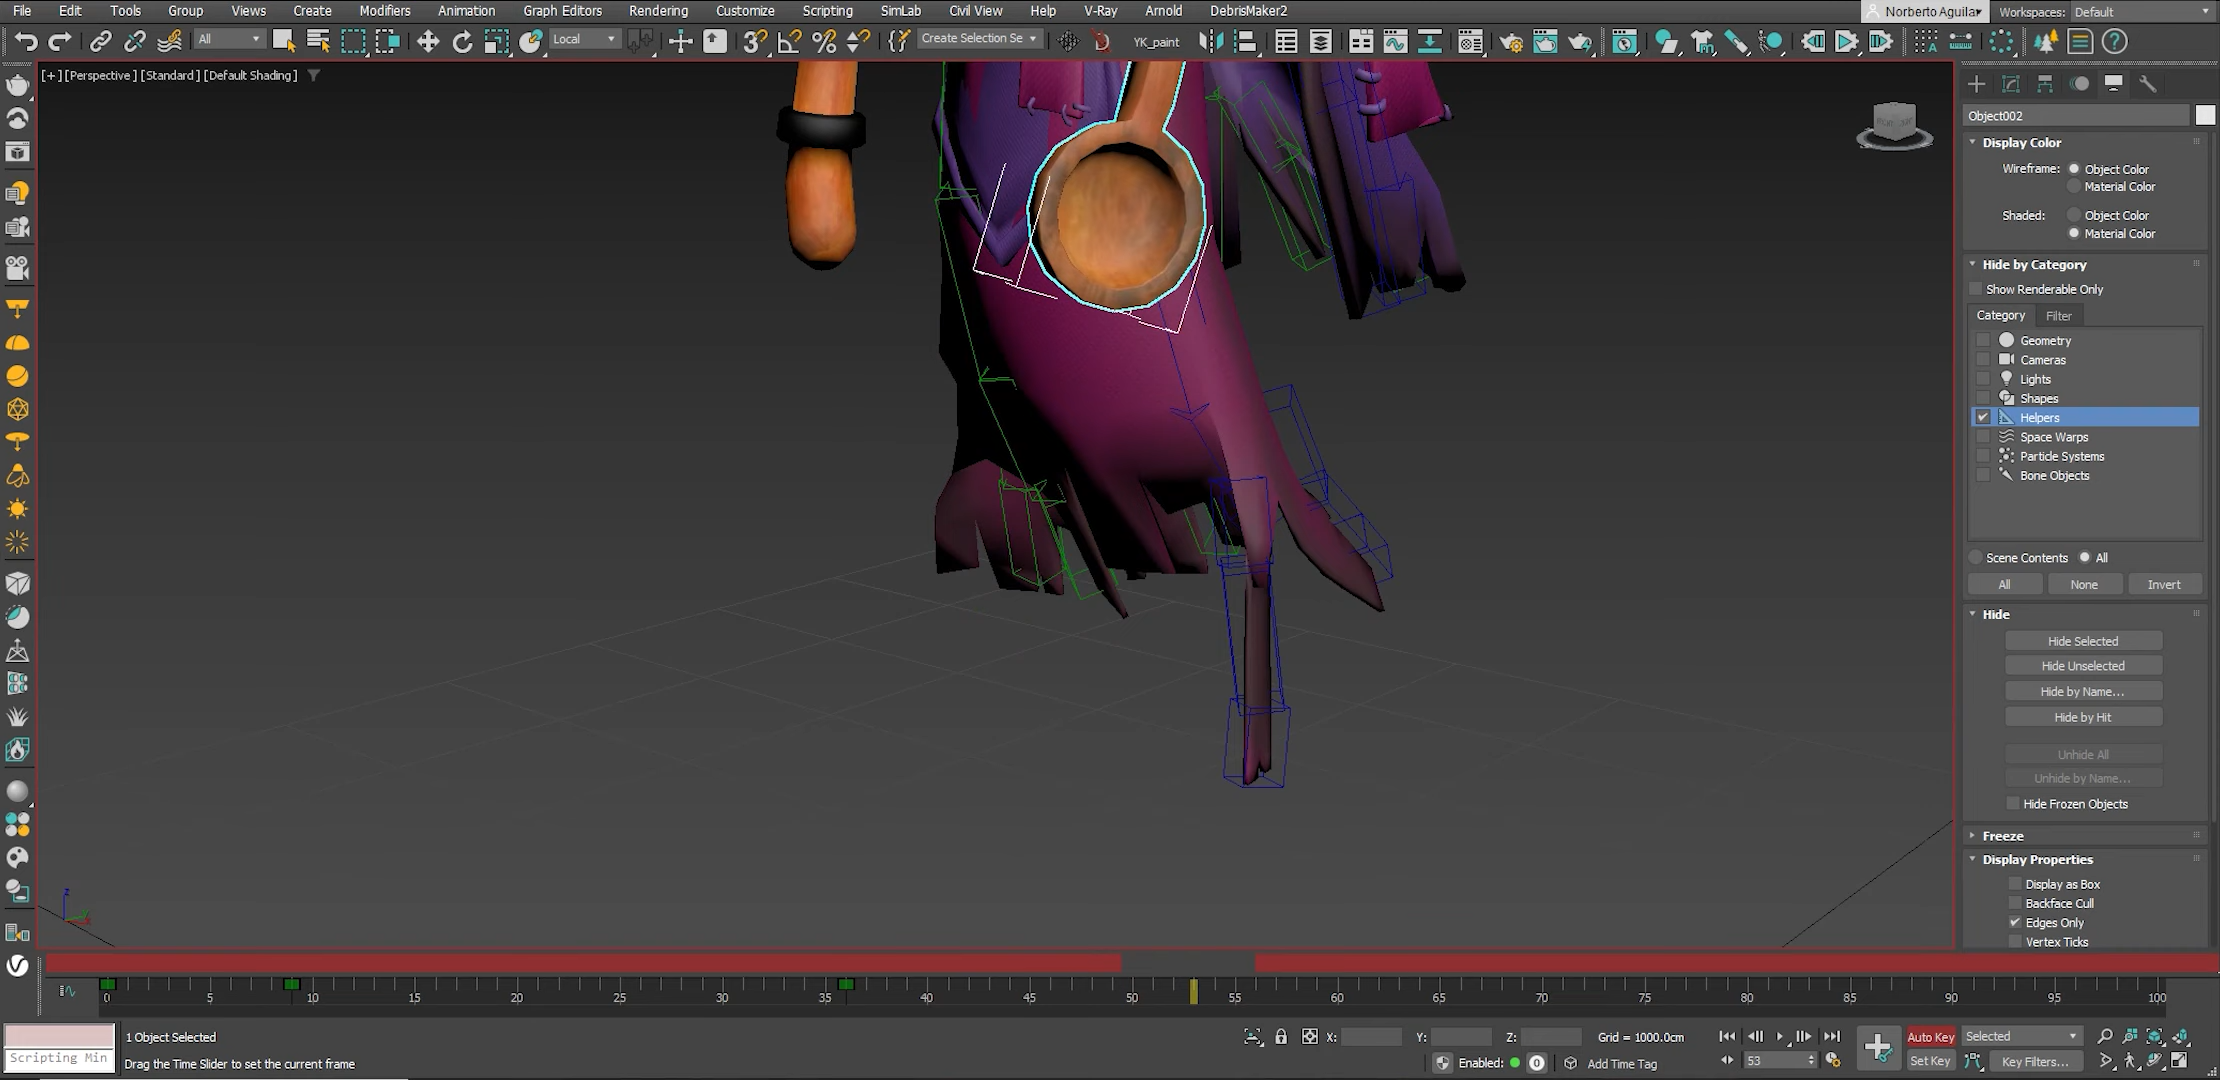 File Edit Tools Group Views Create Modifiers Animation Graph Editors Rendering Customize Scripting SimLab Civil View Help V-Ray Arnold DebrisMaker2 Norberto Aguilar Workspaces: Default
All Local Create Selection Se YK_paint
[+] [Perspective] [Standard] [Default Shading]
Object002
Display Color
Wireframe: Object Color
Material Color
Shaded: Object Color
Material Color
Hide by Category
Show Renderable Only
Category Filter
Geometry
Cameras
Lights
Shapes
Helpers
Space Warps
Particle Systems
Bone Objects
Scene Contents All
All None Invert
Hide
Hide Selected
Hide Unselected
Hide by Name...
Hide by Hit
Unhide All
Unhide by Name...
Hide Frozen Objects
Freeze
Display Properties
Display as Box
Backface Cull
Edges Only
Vertex Ticks
0 5 10 15 20 25 30 35 40 45 50 55 60 65 70 75 80 85 90 95 100
1 Object Selected X: Y: Z: Grid = 1000.0cm Auto Key Selected
Scripting Min Drag the Time Slider to set the current frame Enabled: 0 Add Time Tag 53 Set Key Key Filters...